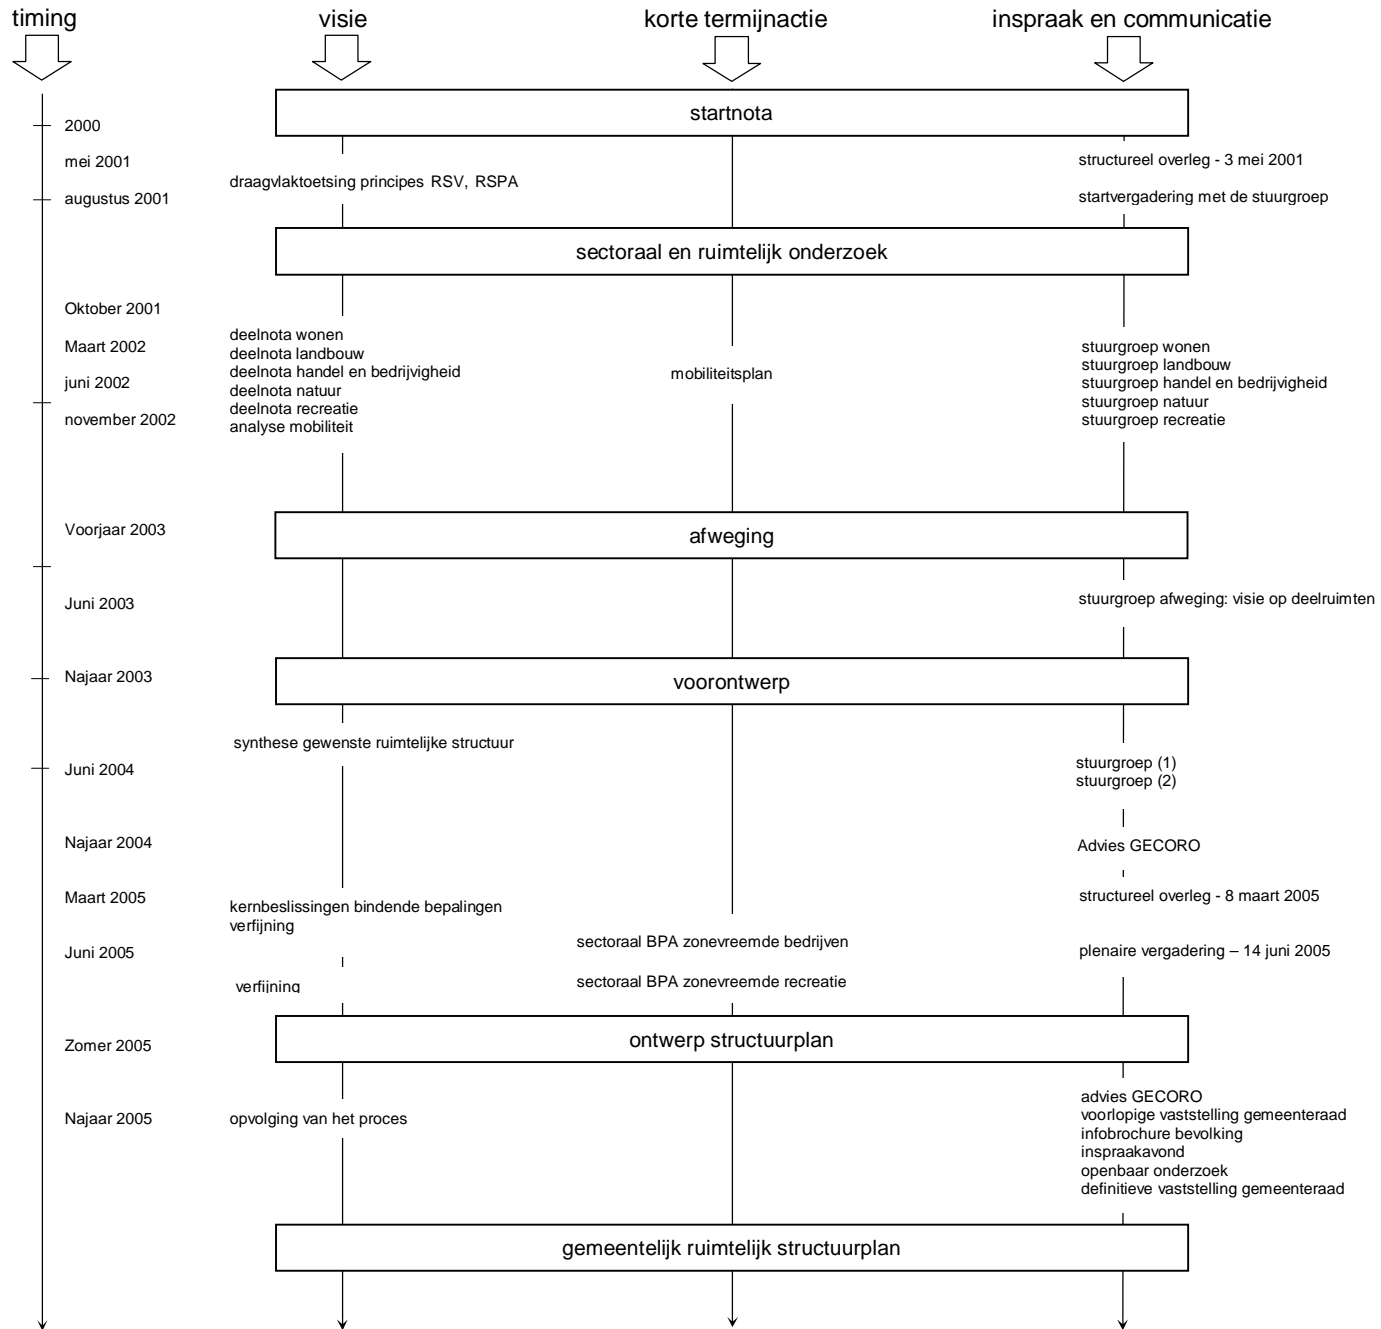 timing
visie
korte termijnactie
inspraak en communicatie
startnota
2000
mei 2001
structureel overleg - 3 mei 2001
draagvlaktoetsing principes RSV, RSPA
augustus 2001
startvergadering met de stuurgroep
sectoraal en ruimtelijk onderzoek
Oktober 2001
Maart 2002
juni 2002
november 2002
deelnota wonen
deelnota landbouw
deelnota handel en bedrijvigheid
deelnota natuur
deelnota recreatie
analyse mobiliteit
mobiliteitsplan
stuurgroep wonen
stuurgroep landbouw
stuurgroep handel en bedrijvigheid
stuurgroep natuur
stuurgroep recreatie
Voorjaar 2003
afweging
Juni 2003
stuurgroep afweging: visie op deelruimten
Najaar 2003
voorontwerp
synthese gewenste ruimtelijke structuur
Juni 2004
stuurgroep (1)
stuurgroep (2)
Najaar 2004
Advies GECORO
Maart 2005
structureel overleg - 8 maart 2005
kernbeslissingen bindende bepalingen
verfijning
Juni 2005
sectoraal BPA zonevreemde bedrijven
plenaire vergadering – 14 juni 2005
verfijning
sectoraal BPA zonevreemde recreatie
Zomer 2005
ontwerp structuurplan
Najaar 2005
opvolging van het proces
advies GECORO
voorlopige vaststelling gemeenteraad
infobrochure bevolking
inspraakavond
openbaar onderzoek
definitieve vaststelling gemeenteraad
gemeentelijk ruimtelijk structuurplan